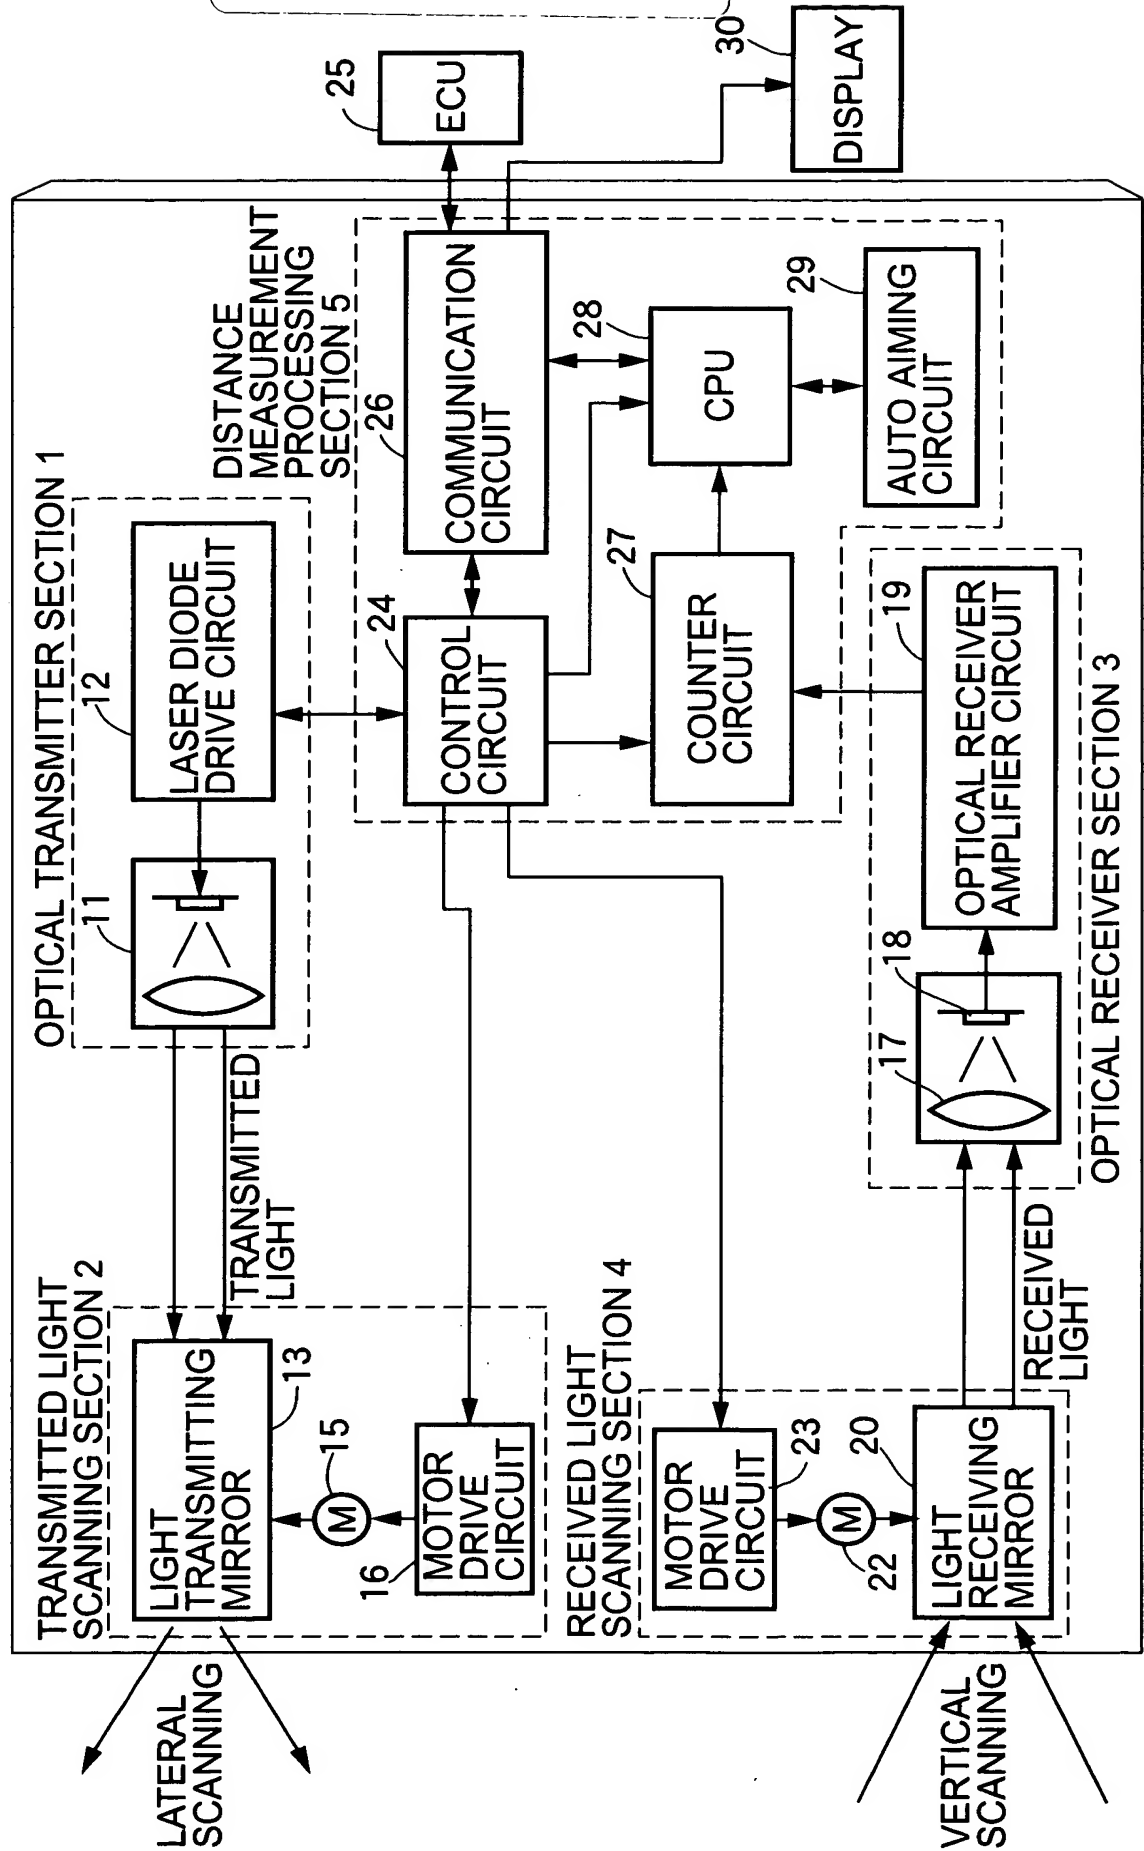 TRANSMITTED LIGHT
SCANNING SECTION 2
OPTICAL TRANSMITTER SECTION 1
LATERAL
SCANNING
LIGHT
TRANSMITTING
MIRROR
13
TRANSMITTED
LIGHT
11
12
LASER DIODE
DRIVE CIRCUIT
15
M
16
MOTOR
DRIVE
CIRCUIT
DISTANCE
MEASUREMENT
PROCESSING
SECTION 5
24
CONTROL
CIRCUIT
26
COMMUNICATION
CIRCUIT
25
ECU
30
DISPLAY
27
COUNTER
CIRCUIT
28
CPU
29
AUTO AIMING
CIRCUIT
RECEIVED LIGHT
SCANNING SECTION 4
MOTOR
DRIVE
CIRCUIT
23
M
22
20
LIGHT
RECEIVING
MIRROR
VERTICAL
SCANNING
RECEIVED
LIGHT
17
18
19
OPTICAL RECEIVER
AMPLIFIER CIRCUIT
OPTICAL RECEIVER SECTION 3